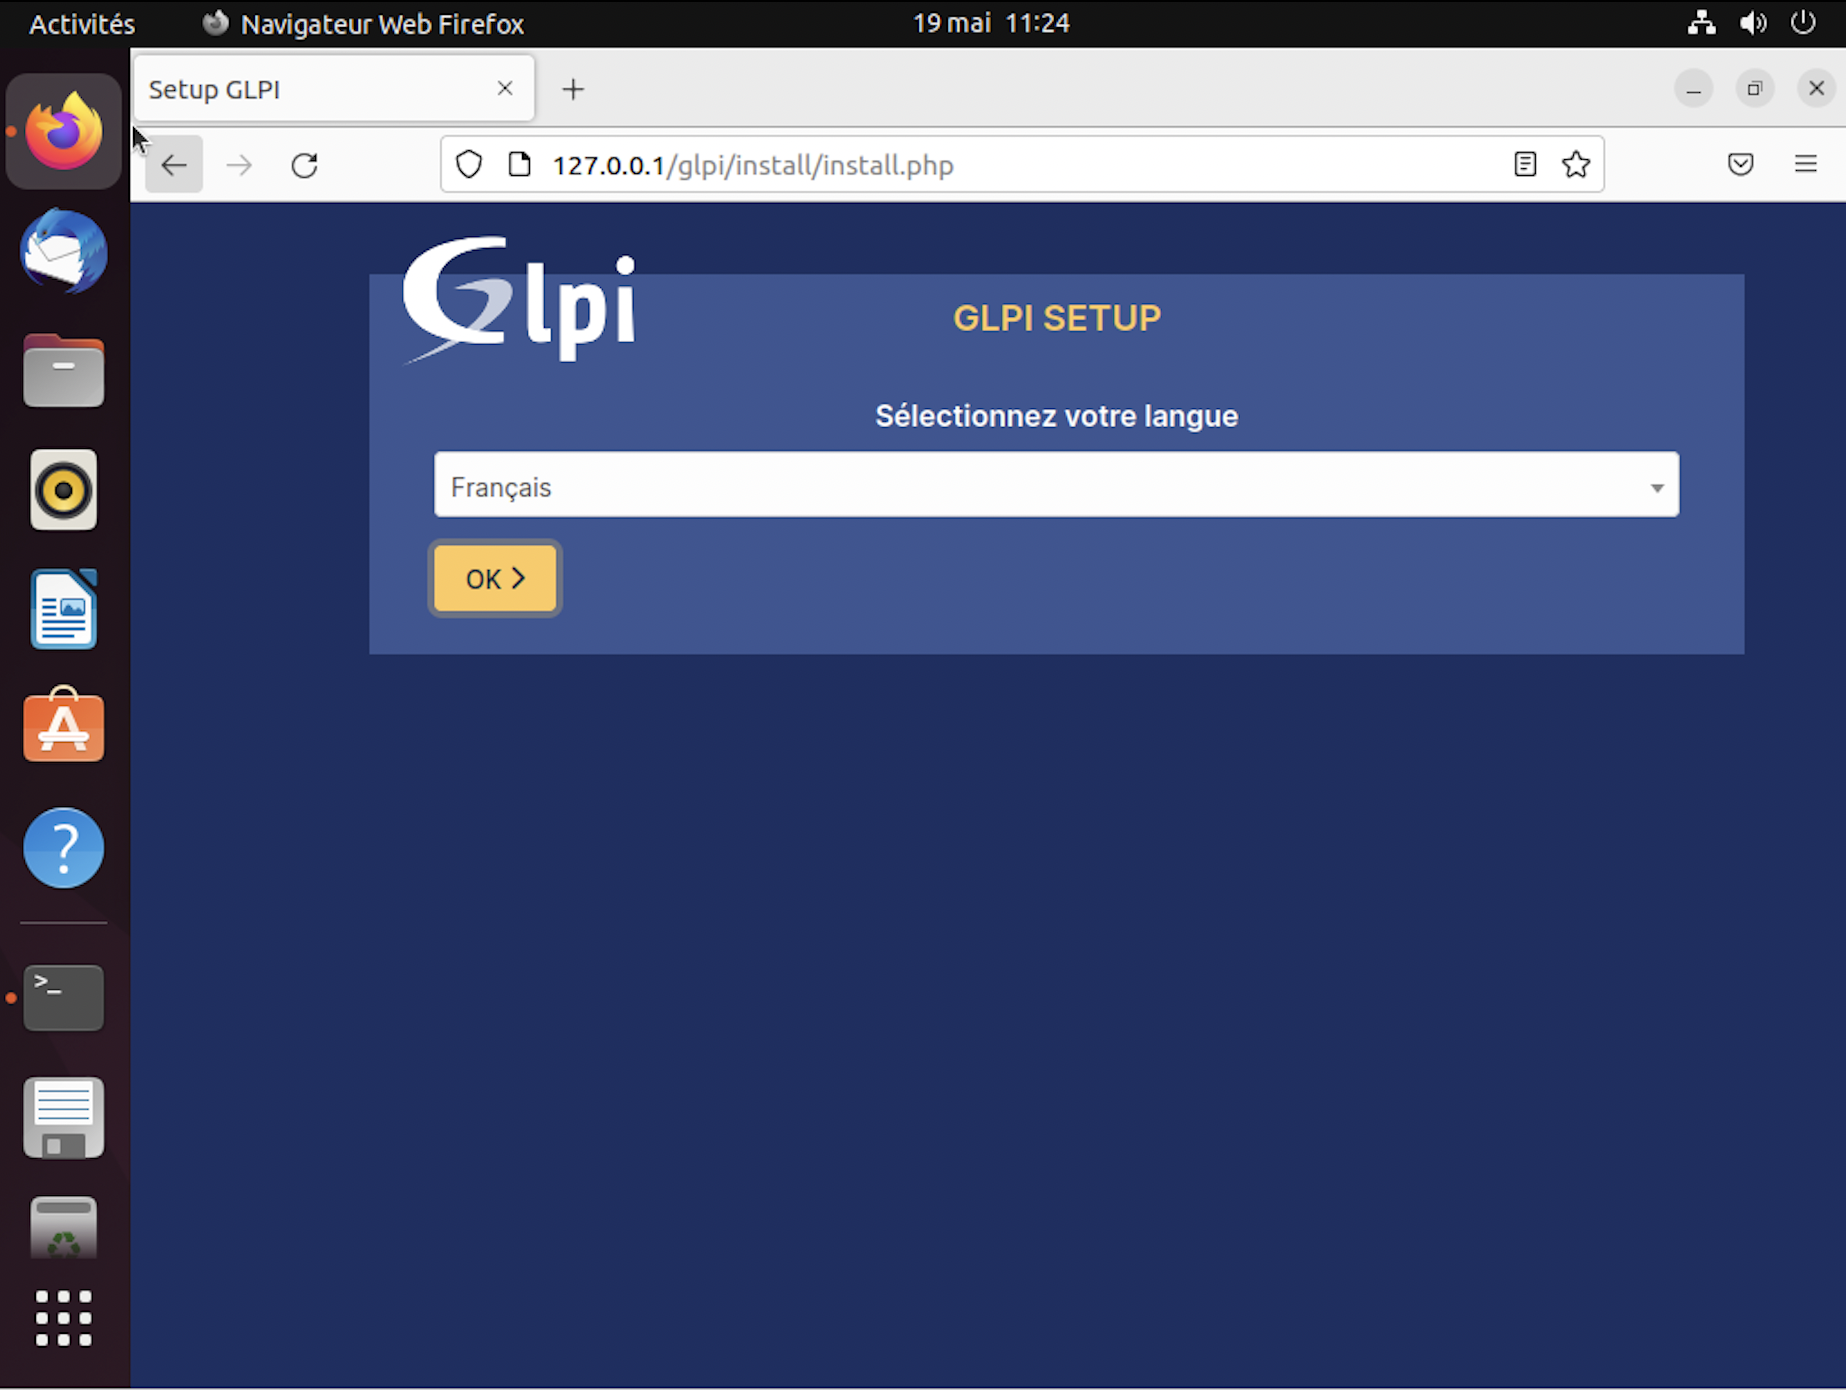 Activités Navigateur Web Firefox 19 mai 11:24
Setup GLPI
127.0.0.1/glpi/install/install.php
Glpi
GLPI SETUP
Sélectionnez votre langue
Français
OK